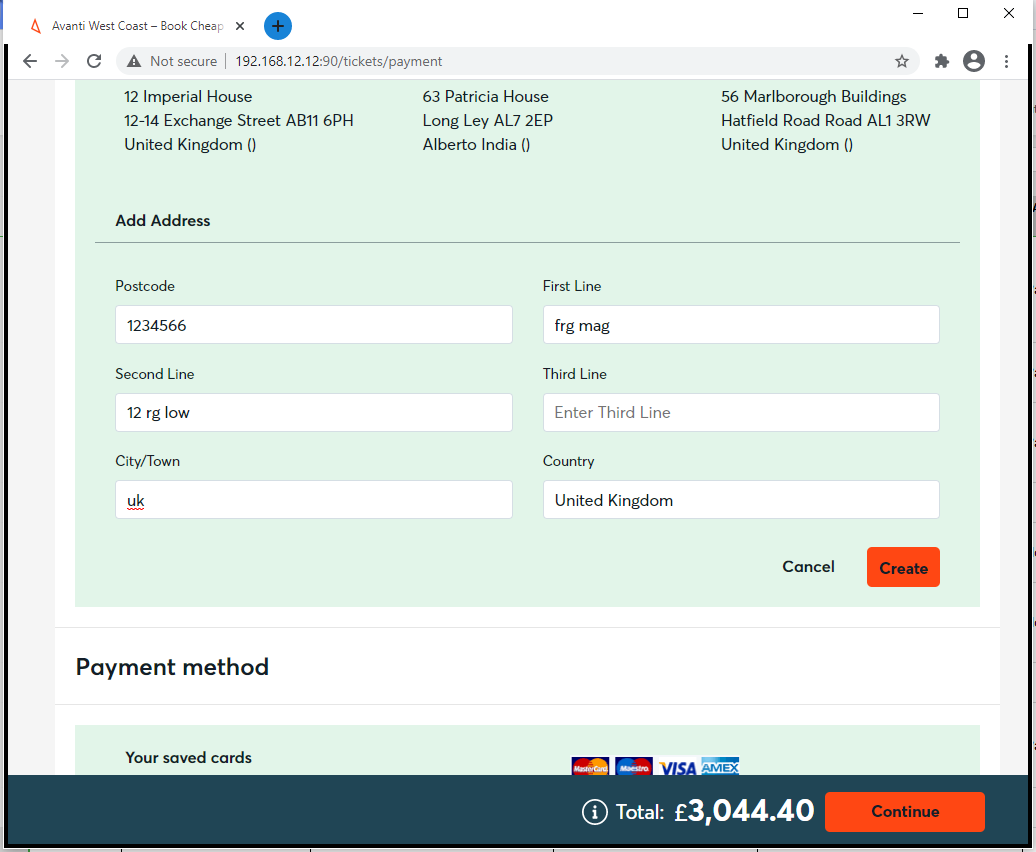 Avanti West Coast – Book Cheap
Not secure | 192.168.12.12:90/tickets/payment
12 Imperial House
12-14 Exchange Street AB11 6PH
United Kingdom ()
63 Patricia House
Long Ley AL7 2EP
Alberto India ()
56 Marlborough Buildings
Hatfield Road Road AL1 3RW
United Kingdom ()
Add Address
Postcode
First Line
1234566
frg mag
Second Line
Third Line
12 rg low
Enter Third Line
City/Town
Country
uk
United Kingdom
Cancel
Create
Payment method
Your saved cards
MasterCard
Maestro
VISA
AMEX
Total: £3,044.40
Continue